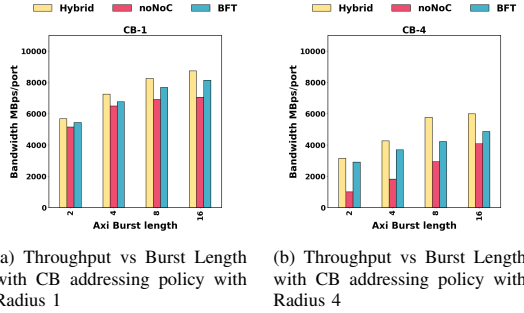 Hybrid noNoC BFT
CB-1
10000
8000
6000
4000
2000
0
Bandwidth MBps/port
2 4 8 16
Axi Burst length
a) Throughput vs Burst Length
with CB addressing policy with
Radius 1
Hybrid noNoC BFT
CB-4
10000
8000
6000
4000
2000
0
Bandwidth MBps/port
2 4 8 16
Axi Burst length
(b) Throughput vs Burst Length
with CB addressing policy with
Radius 4